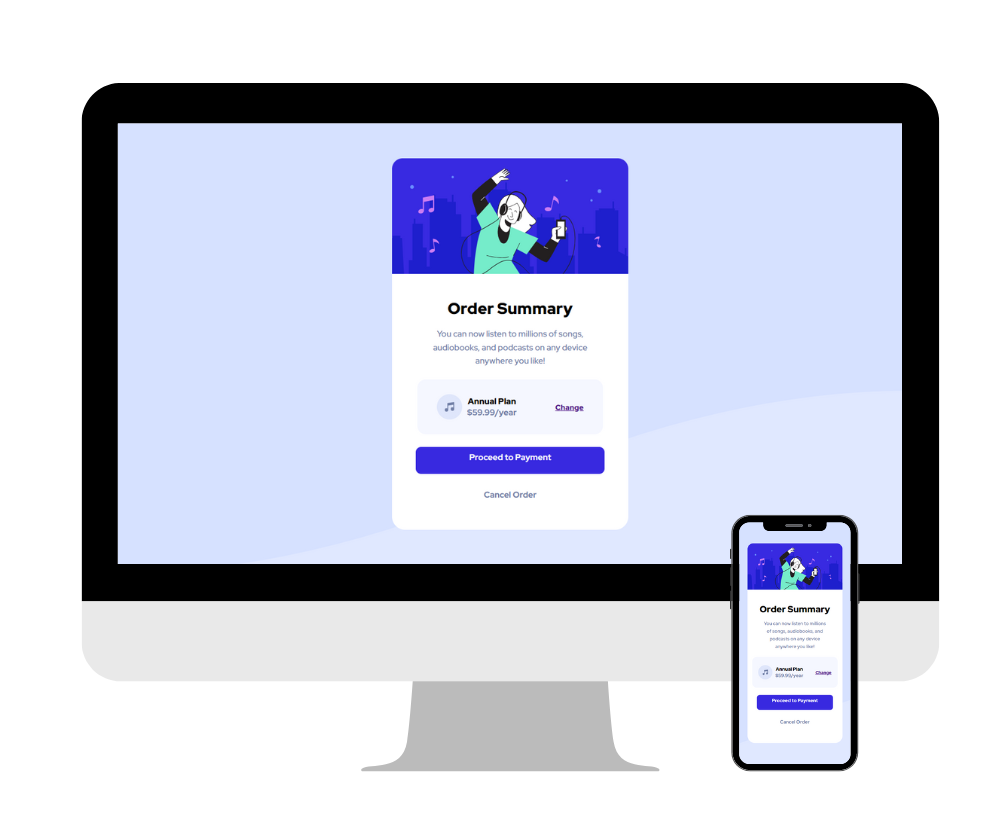 Order Summary
You can now listen to millions of songs,
audiobooks, and podcasts on any device
anywhere you like!
Annual Plan
$59.99/year
Change
Proceed to Payment
Cancel Order
Order Summary
You can now listen to millions
of songs, audiobooks, and
podcasts on any device
anywhere you like!
Annual Plan
$59.99/year
Change
Proceed to Payment
Cancel Order